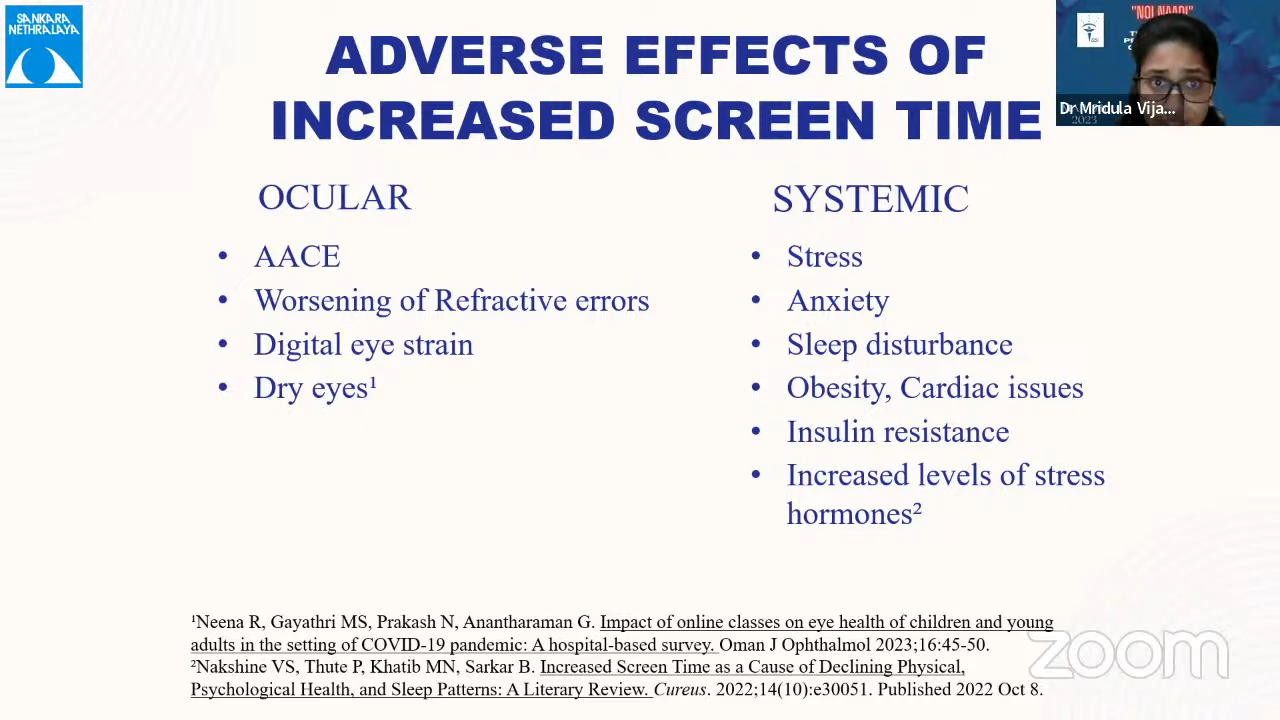 SANKARA
NETHRALAYA
ADVERSE EFFECTS OF
INCREASED SCREEN TIME
"NOI NAADI"
Dr Mridula Vija...
2023
OCULAR
• AACE
• Worsening of Refractive errors
• Digital eye strain
• Dry eyes¹
SYSTEMIC
• Stress
• Anxiety
• Sleep disturbance
• Obesity, Cardiac issues
• Insulin resistance
• Increased levels of stress
hormones²
¹Neena R, Gayathri MS, Prakash N, Anantharaman G. Impact of online classes on eye health of children and young
adults in the setting of COVID-19 pandemic: A hospital-based survey. Oman J Ophthalmol 2023;16:45-50.
²Nakshine VS, Thute P, Khatib MN, Sarkar B. Increased Screen Time as a Cause of Declining Physical,
Psychological Health, and Sleep Patterns: A Literary Review. Cureus. 2022;14(10):e30051. Published 2022 Oct 8.
zoom